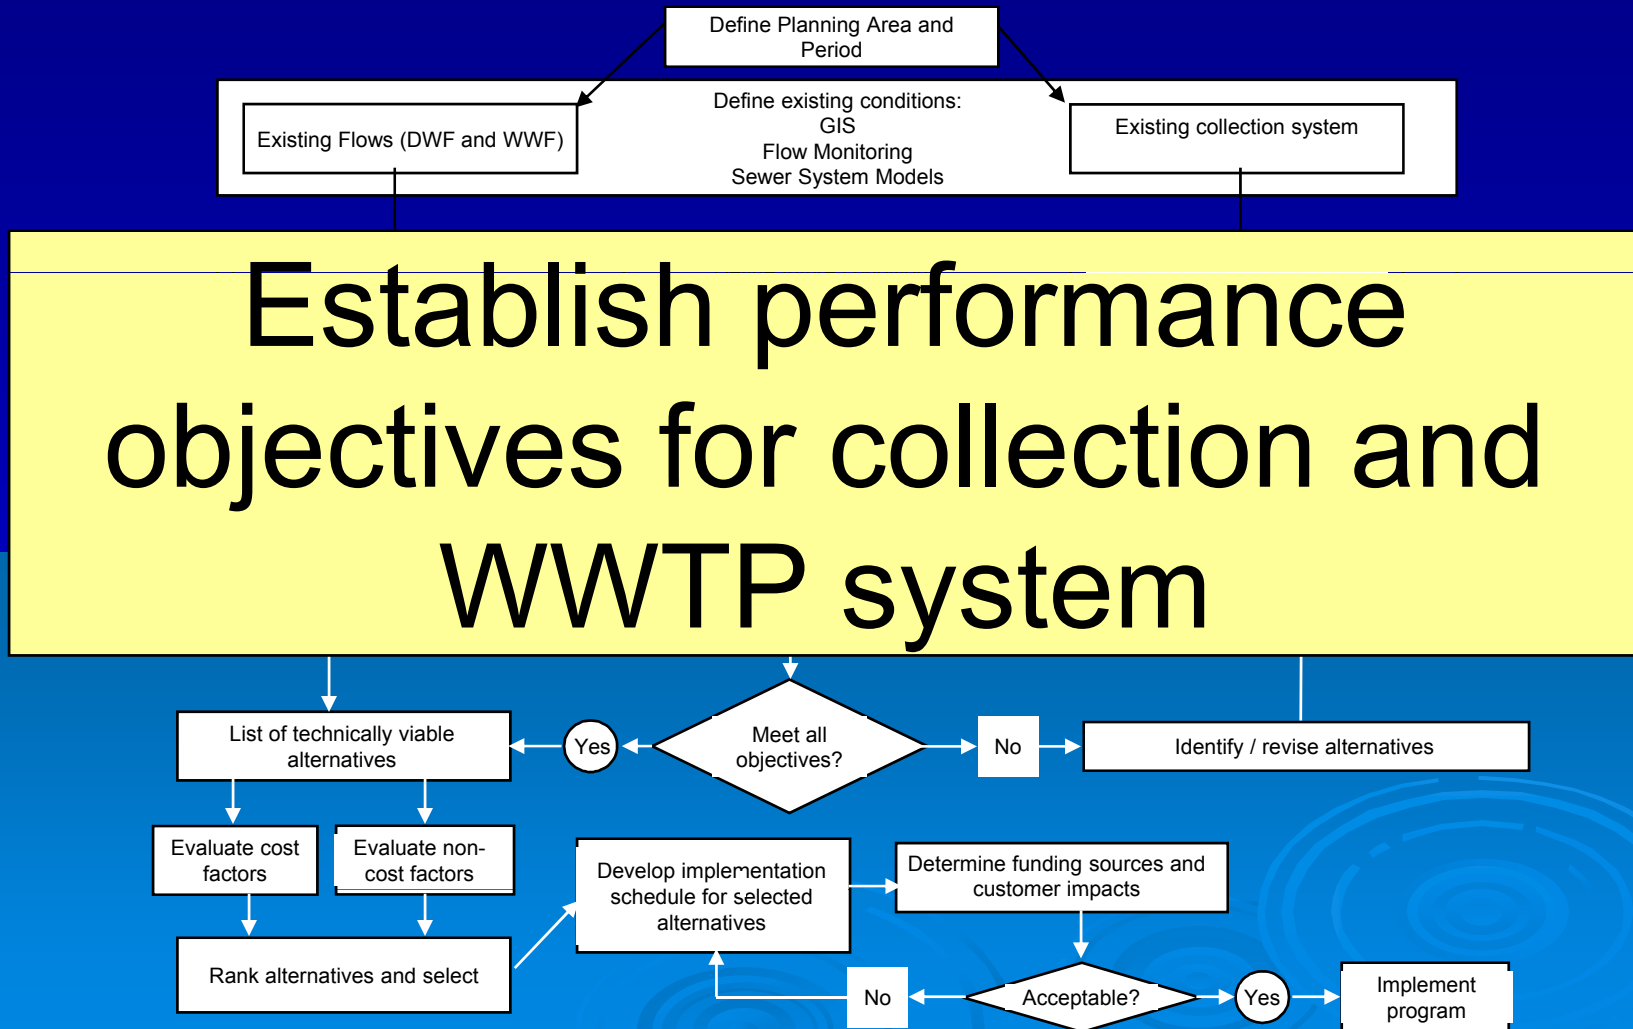 Define Planning Area and
Period
Define existing conditions:
GIS
Flow Monitoring
Sewer System Models
Existing Flows (DWF and WWF)
Existing collection system
Establish performance
objectives for collection and
WWTP system
List of technically viable
alternatives
Yes
Meet all
objectives?
No
Identify / revise alternatives
Evaluate cost
factors
Evaluate non-
cost factors
Develop implementation
schedule for selected
alternatives
Determine funding sources and
customer impacts
Rank alternatives and select
No
Acceptable?
Yes
Implement
program